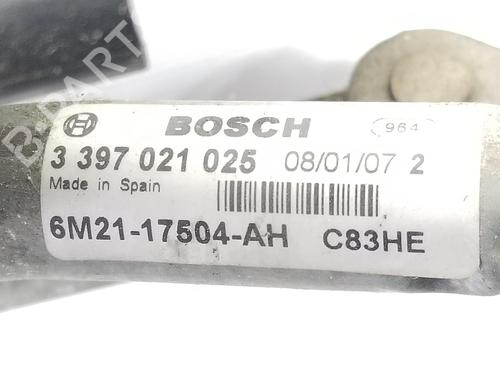 BOSCH 964
3 397 021 025 08/01/07 2
Made in Spain
6M21-17504-AH C83HE